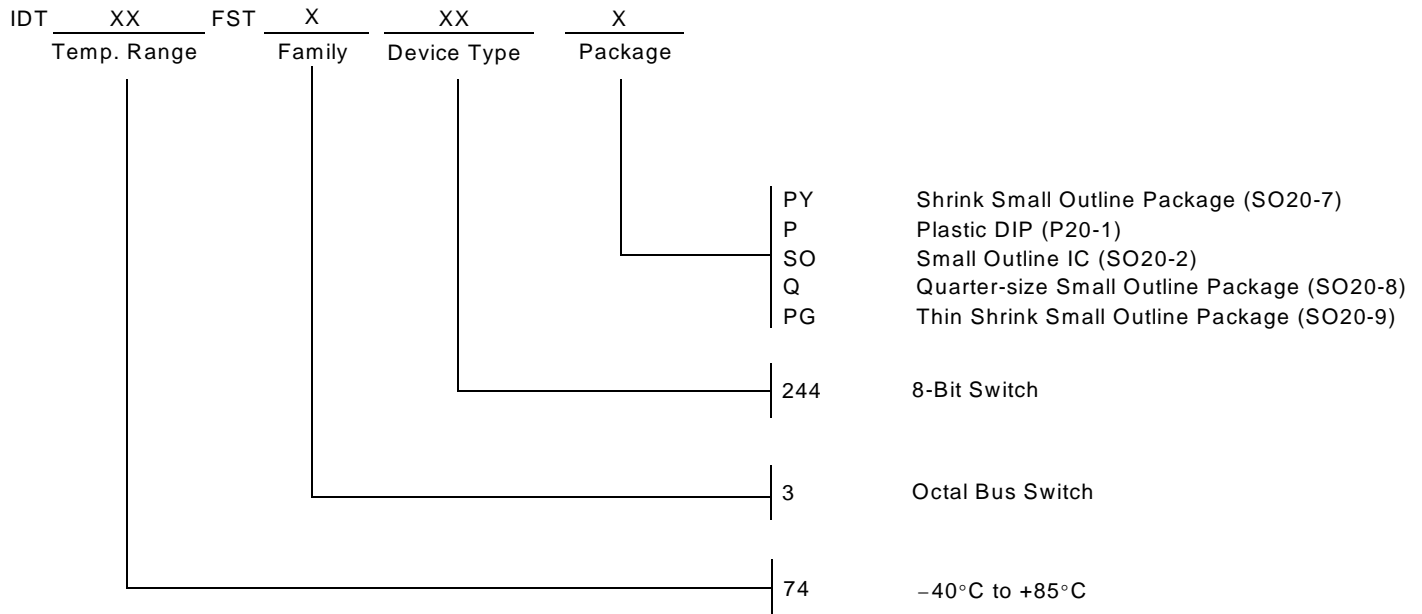 IDT XX FST X XX X
Temp. Range Family Device Type Package
PY Shrink Small Outline Package (SO20-7)
P Plastic DIP (P20-1)
SO Small Outline IC (SO20-2)
Q Quarter-size Small Outline Package (SO20-8)
PG Thin Shrink Small Outline Package (SO20-9)
244 8-Bit Switch
3 Octal Bus Switch
74 –40°C to +85°C